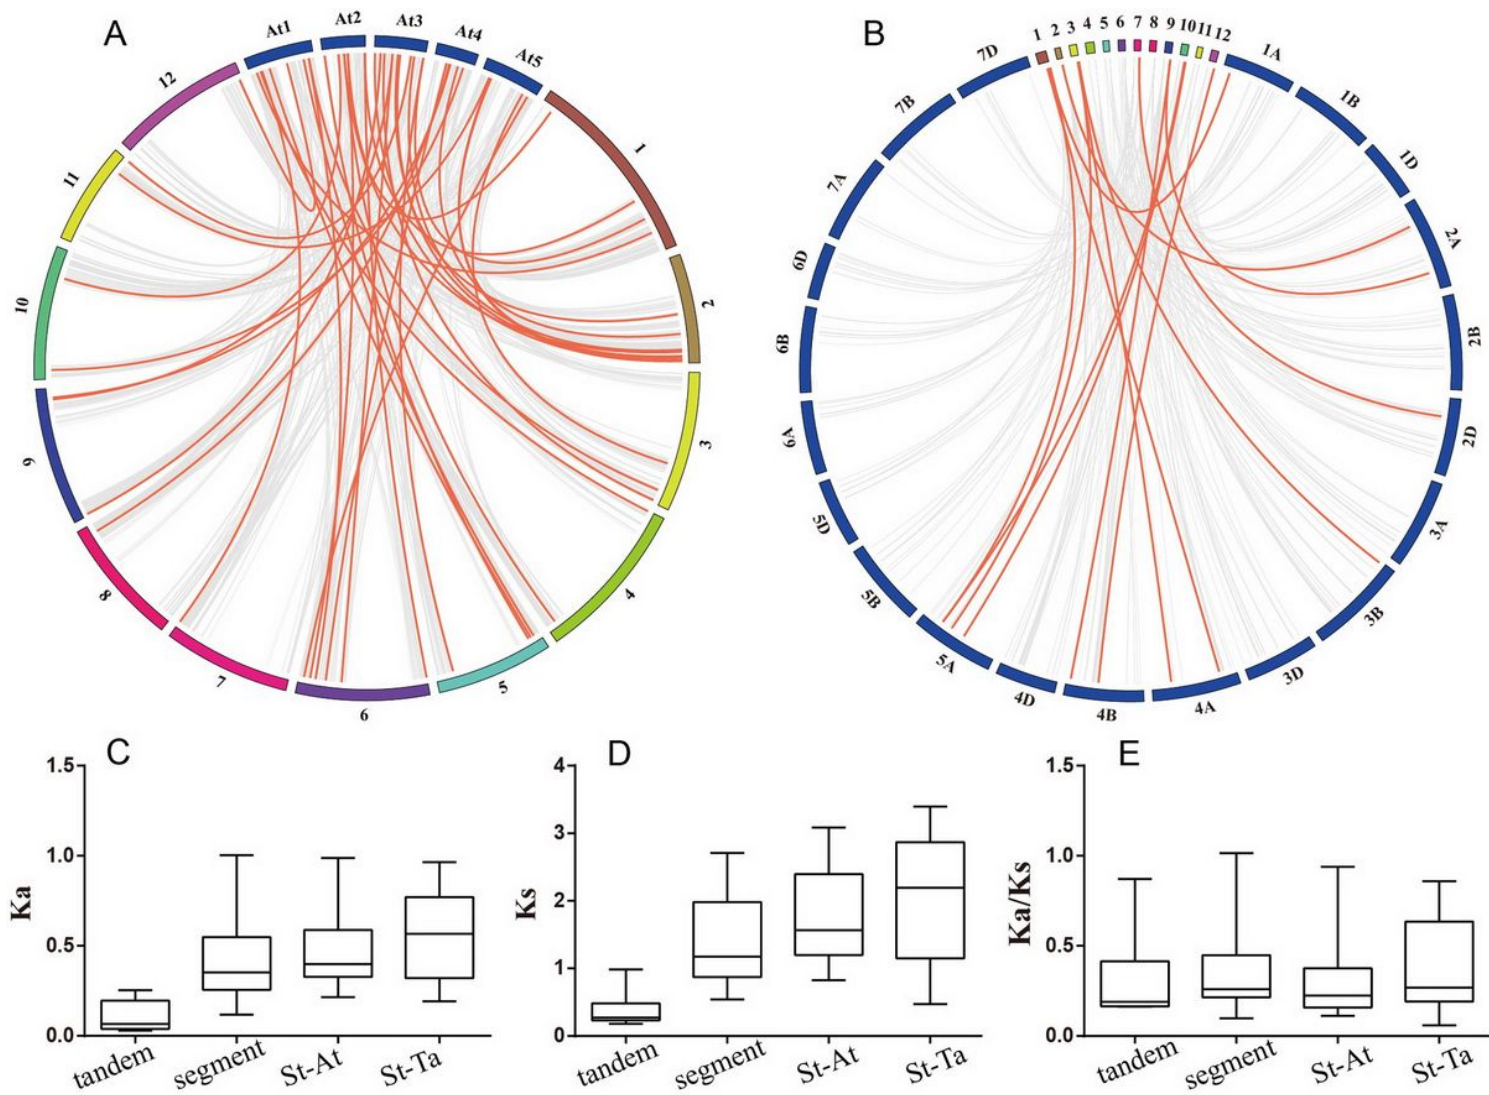 A
At1 At2 At3 At4 At5
1
2
3
4
5
6
7
8
9
10
11
12
B
1 2 3 4 5 6 7 8 9 10 11 12
1A
1B
1D
2A
2B
2D
3A
3B
3D
4A
4B
4D
5A
5B
5D
6A
6B
6D
7A
7B
7D
C
Ka
1.5
1.0
0.5
0.0
tandem segment St-At St-Ta
D
Ks
4
3
2
1
0
tandem segment St-At St-Ta
E
Ka/Ks
1.5
1.0
0.5
0.0
tandem segment St-At St-Ta